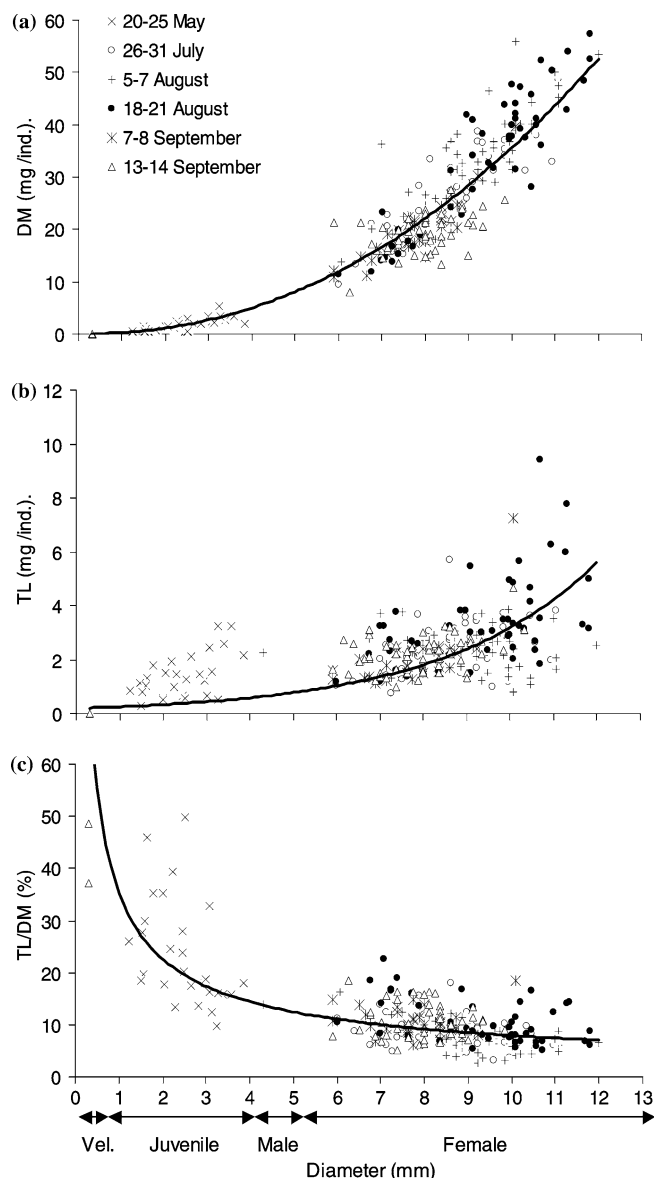 (a)
60
50
40
30
20
10
0
DM (mg /ind.).
× 20-25 May
○ 26-31 July
+ 5-7 August
● 18-21 August
✳ 7-8 September
△ 13-14 September
(b)
12
10
8
6
4
2
0
TL (mg /ind.).
(c)
60
50
40
30
20
10
0
TL/DM (%)
0 1 2 3 4 5 6 7 8 9 10 11 12 13
Vel. Juvenile Male Female
Diameter (mm)